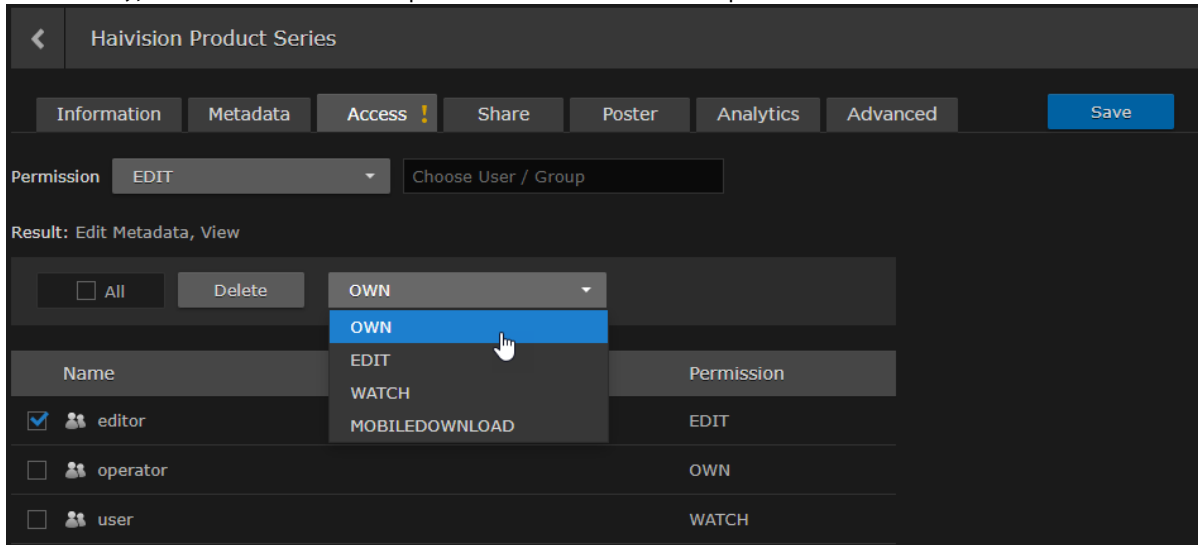 Haivision Product Series
Information Metadata Access ! Share Poster Analytics Advanced Save
Permission EDIT Choose User / Group
Result: Edit Metadata, View
All Delete OWN
OWN
EDIT
WATCH
MOBILEDOWNLOAD
Name Permission
editor EDIT
operator OWN
user WATCH